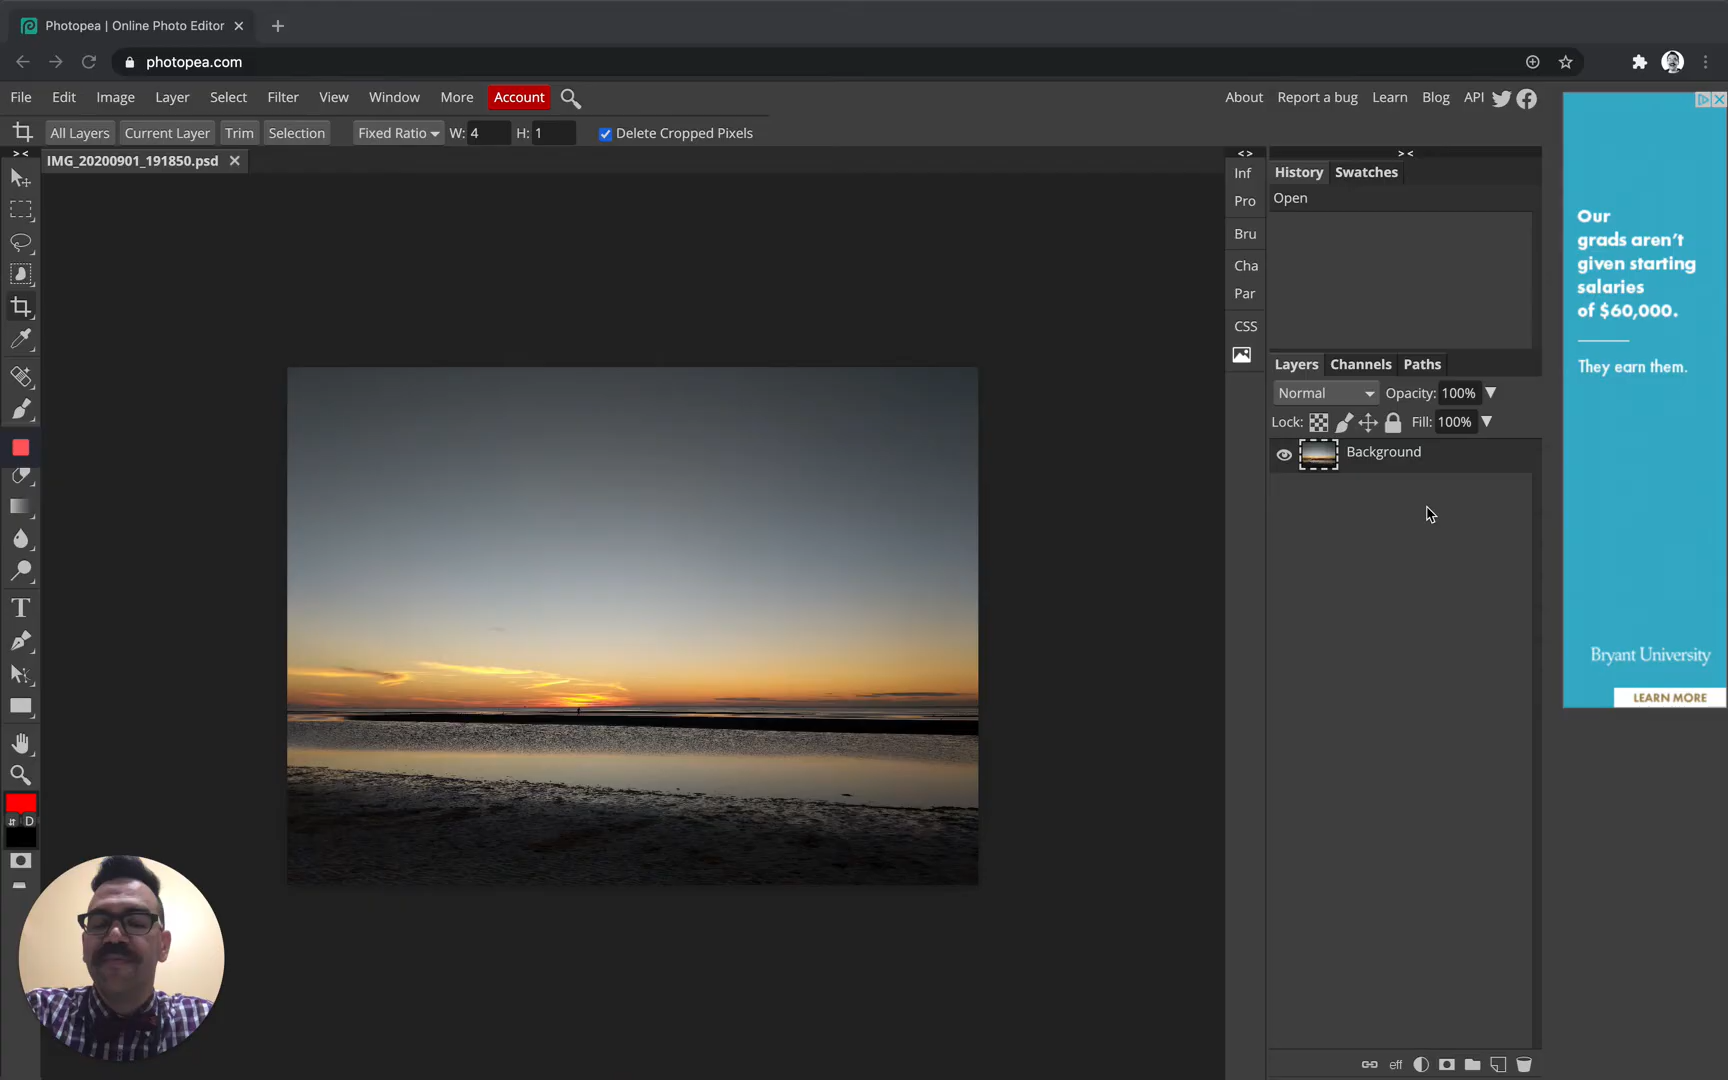 Photopea | Online Photo Editor
photopea.com
File Edit Image Layer Select Filter View Window More Account
About Report a bug Learn Blog API
All Layers Current Layer Trim Selection Fixed Ratio W: 4 H: 1 Delete Cropped Pixels
> < IMG_20200901_191850.psd
< >
> <
Inf
Pro
Bru
Cha
Par
CSS
History Swatches
Open
Layers Channels Paths
Normal Opacity: 100%
Lock: Fill: 100%
Background
eff
T
D
Our
grads aren't
given starting
salaries
of $60,000.
They earn them.
Bryant University
LEARN MORE